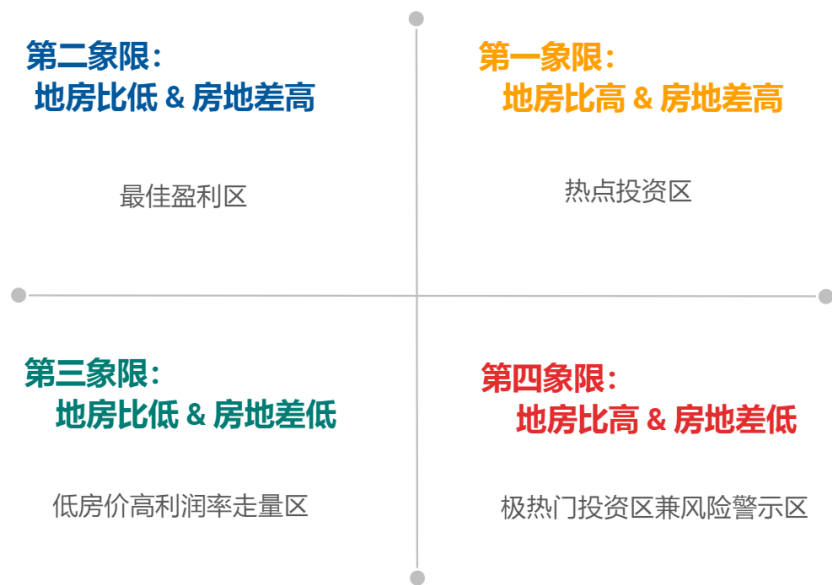 第二象限：
地房比低 & 房地差高
最佳盈利区
第一象限：
地房比高 & 房地差高
热点投资区
第三象限：
地房比低 & 房地差低
低房价高利润率走量区
第四象限：
地房比高 & 房地差低
极热门投资区兼风险警示区